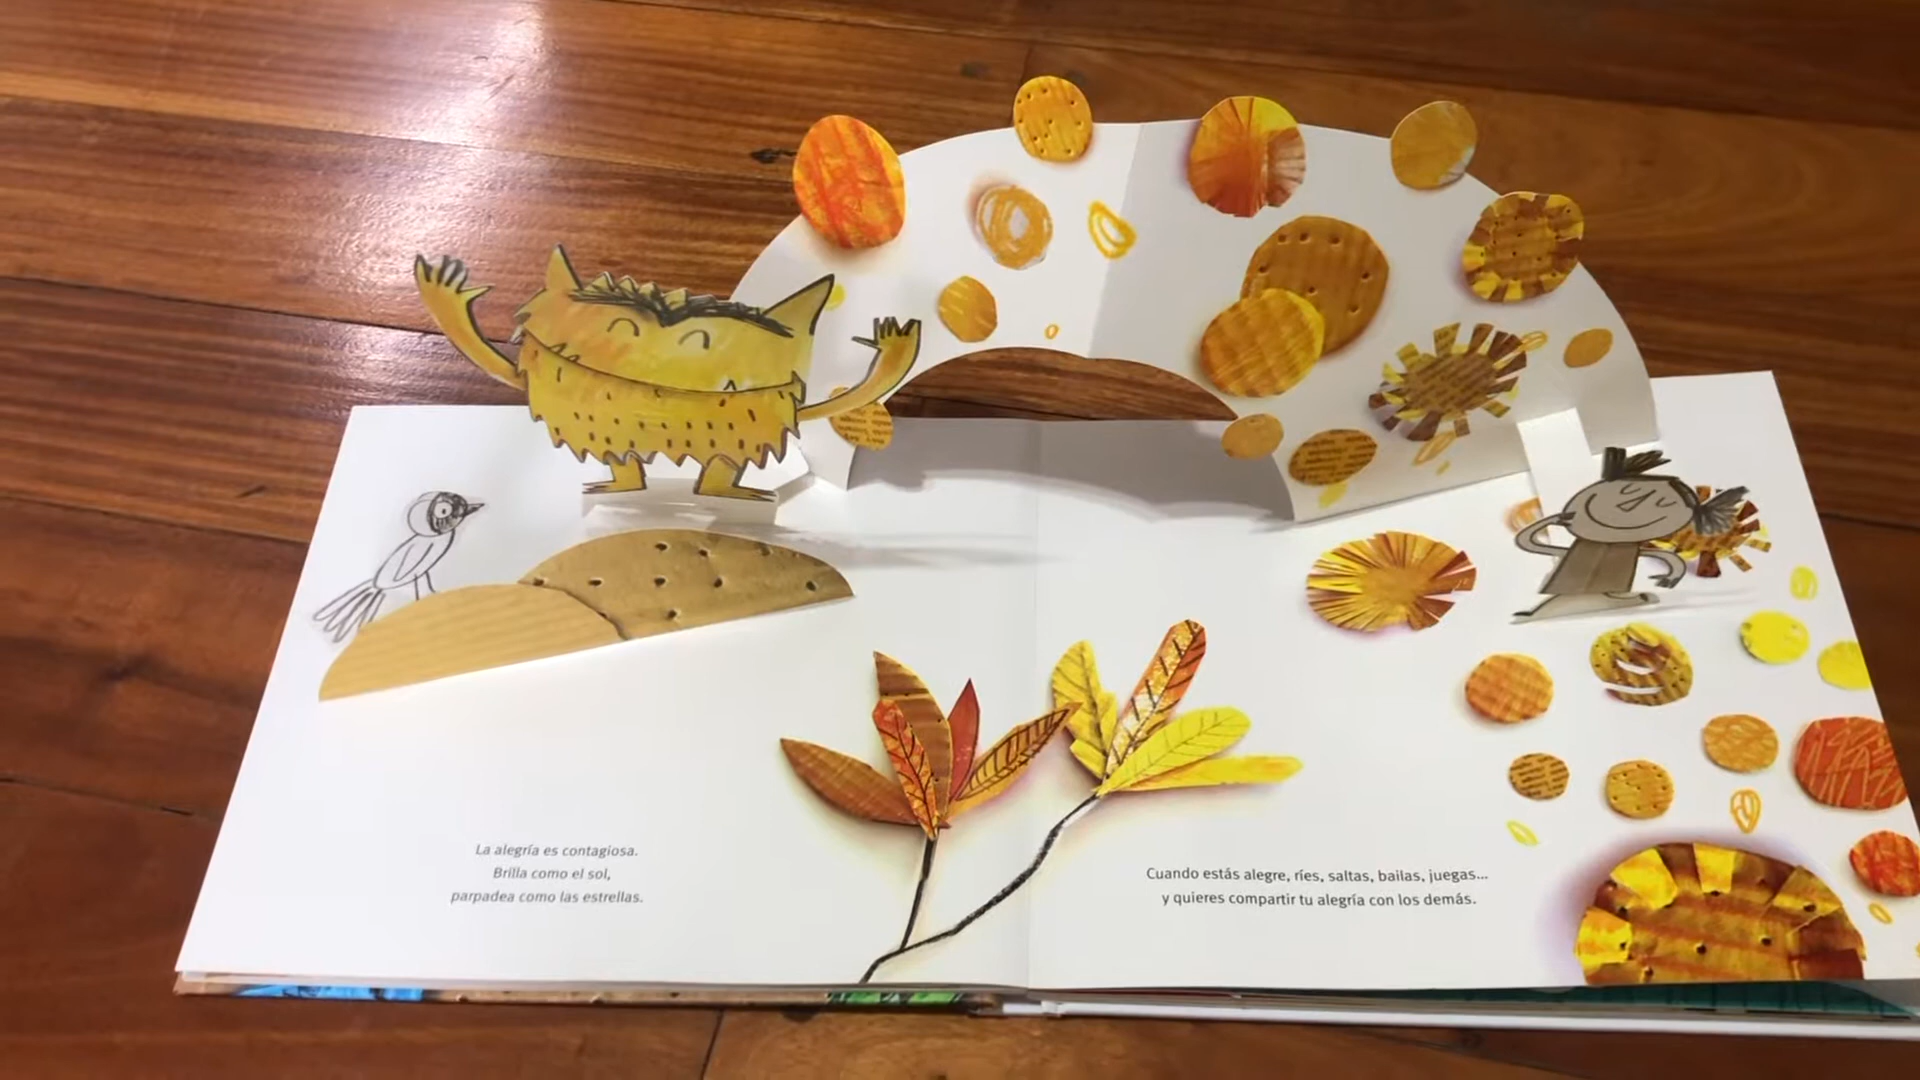 La alegría es contagiosa.
Brilla como el sol,
parpadea como las estrellas.
Cuando estás alegre, ríes, saltas, bailas, juegas...
y quieres compartir tu alegría con los demás.